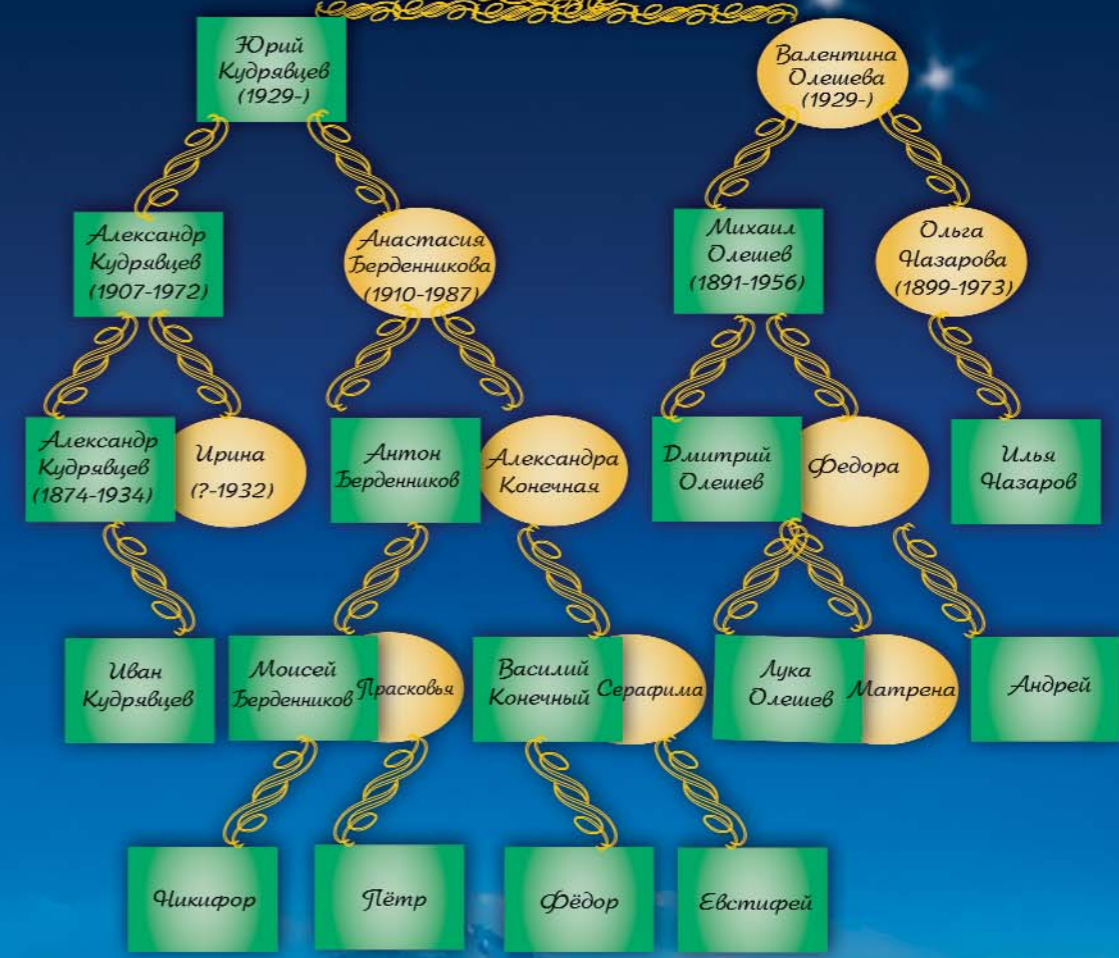 Юрий
Кудрявцев
(1929-)
Валентина
Олешева
(1929-)
Александр
Кудрявцев
(1907-1972)
Анастасия
Берденникова
(1910-1987)
Михаил
Олешев
(1891-1956)
Ольга
Назарова
(1899-1973)
Александр
Кудрявцев
(1874-1934)
Ирина
(?-1932)
Антон
Берденников
Александра
Конечная
Дмитрий
Олешев
Федора
Илья
Назаров
Иван
Кудрявцев
Моисей
Берденников
Прасковья
Василий
Конечный
Серафима
Лука
Олешев
Матрена
Андрей
Никифор
Пётр
Фёдор
Евстифей